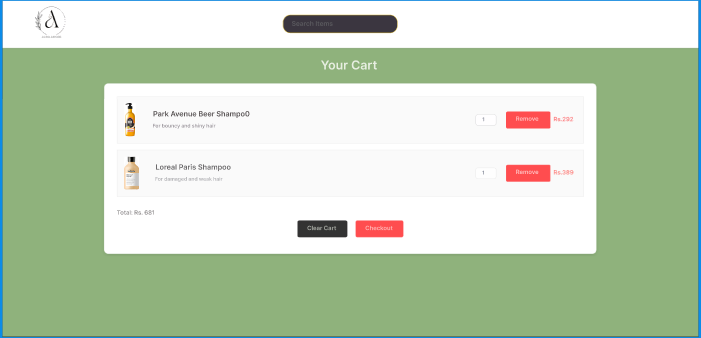 A
Search Items
Your Cart
Park Avenue Beer Shampo0
For bouncy and shiny hair
1
Remove
Rs.292
Loreal Paris Shampoo
For damaged and weak hair
1
Remove
Rs.389
Total: Rs. 681
Clear Cart
Checkout